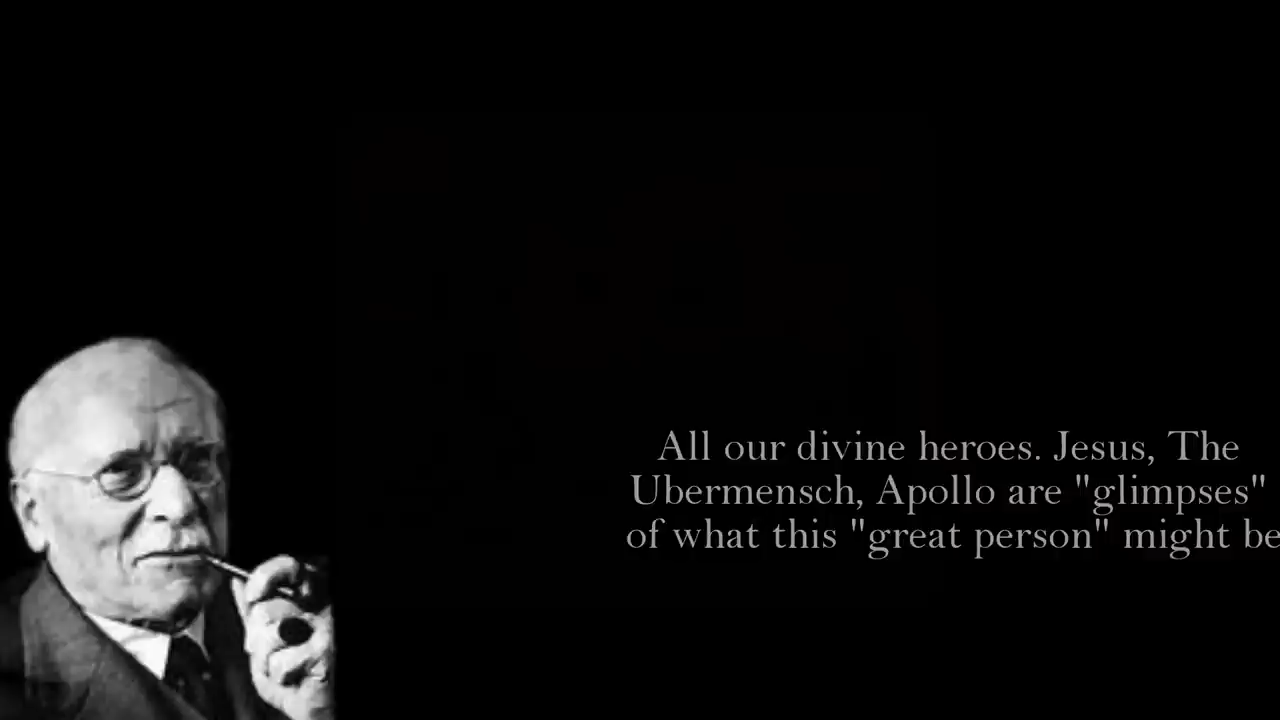 All our divine heroes. Jesus, The
Ubermensch, Apollo are "glimpses"
of what this "great person" might be